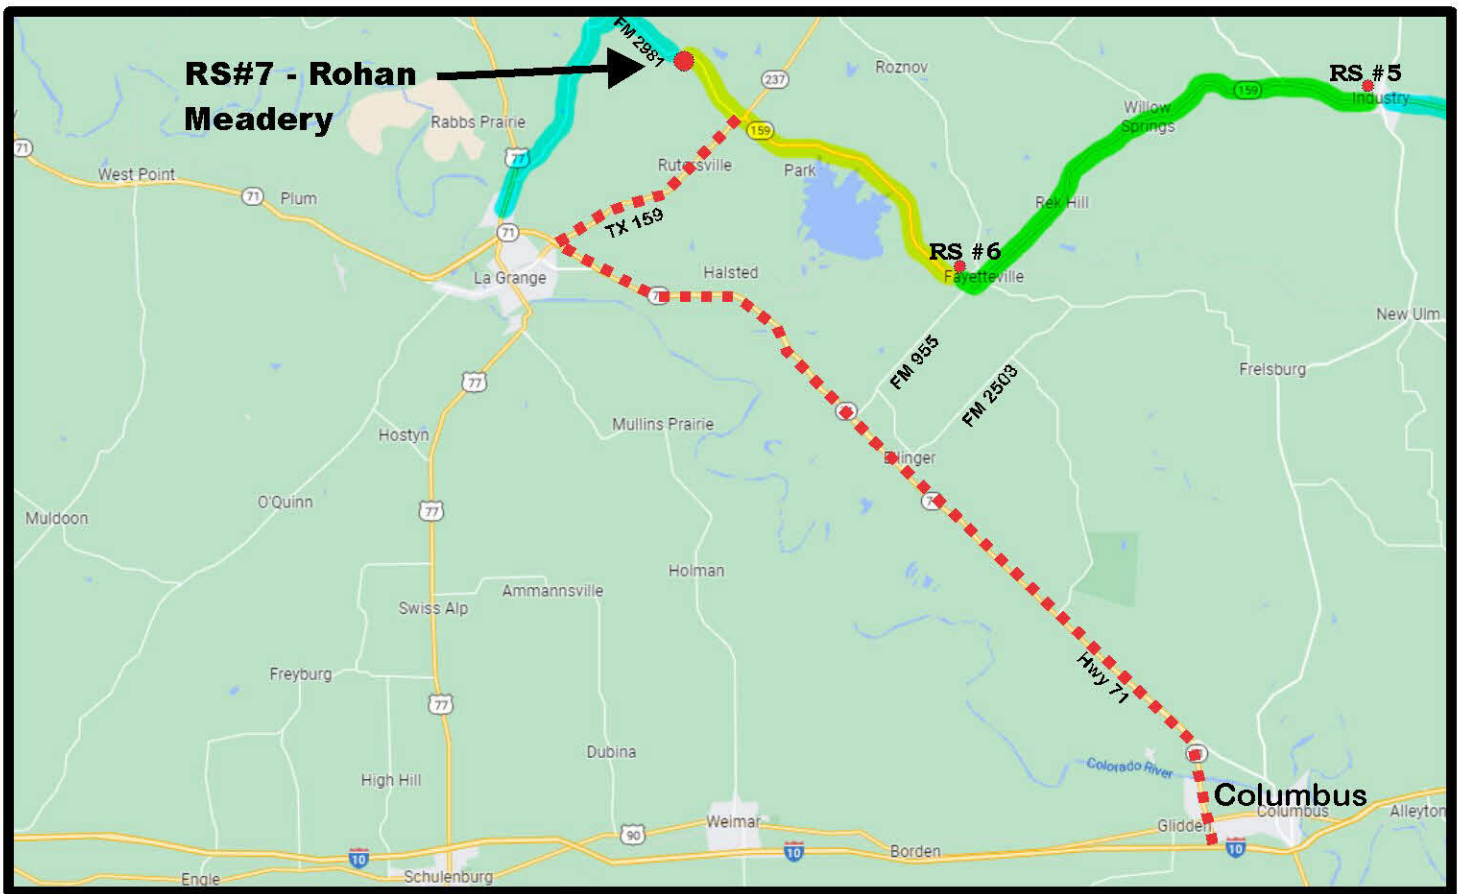 FM 2981
RS#7 - Rohan
Meadery
237
Roznov
RS #5
159
Industry
Willow
Springs
Rabbs Prairie
77
159
71
West Point
Rutersville
Park
71
Plum
Rek Hill
TX 159
71
RS #6
Halsted
La Grange
Fayetteville
New Ulm
FM 955
Frelsburg
FM 2503
77
Mullins Prairie
Hostyn
Ellinger
O'Quinn
77
Muldoon
Holman
Ammannsville
Swiss Alp
Hwy 71
Freyburg
77
Dubina
Colorado River
High Hill
Columbus
Columbus
Alleyton
Weimar
Glidden
90
10
10
Borden
10
Engle
Schulenburg